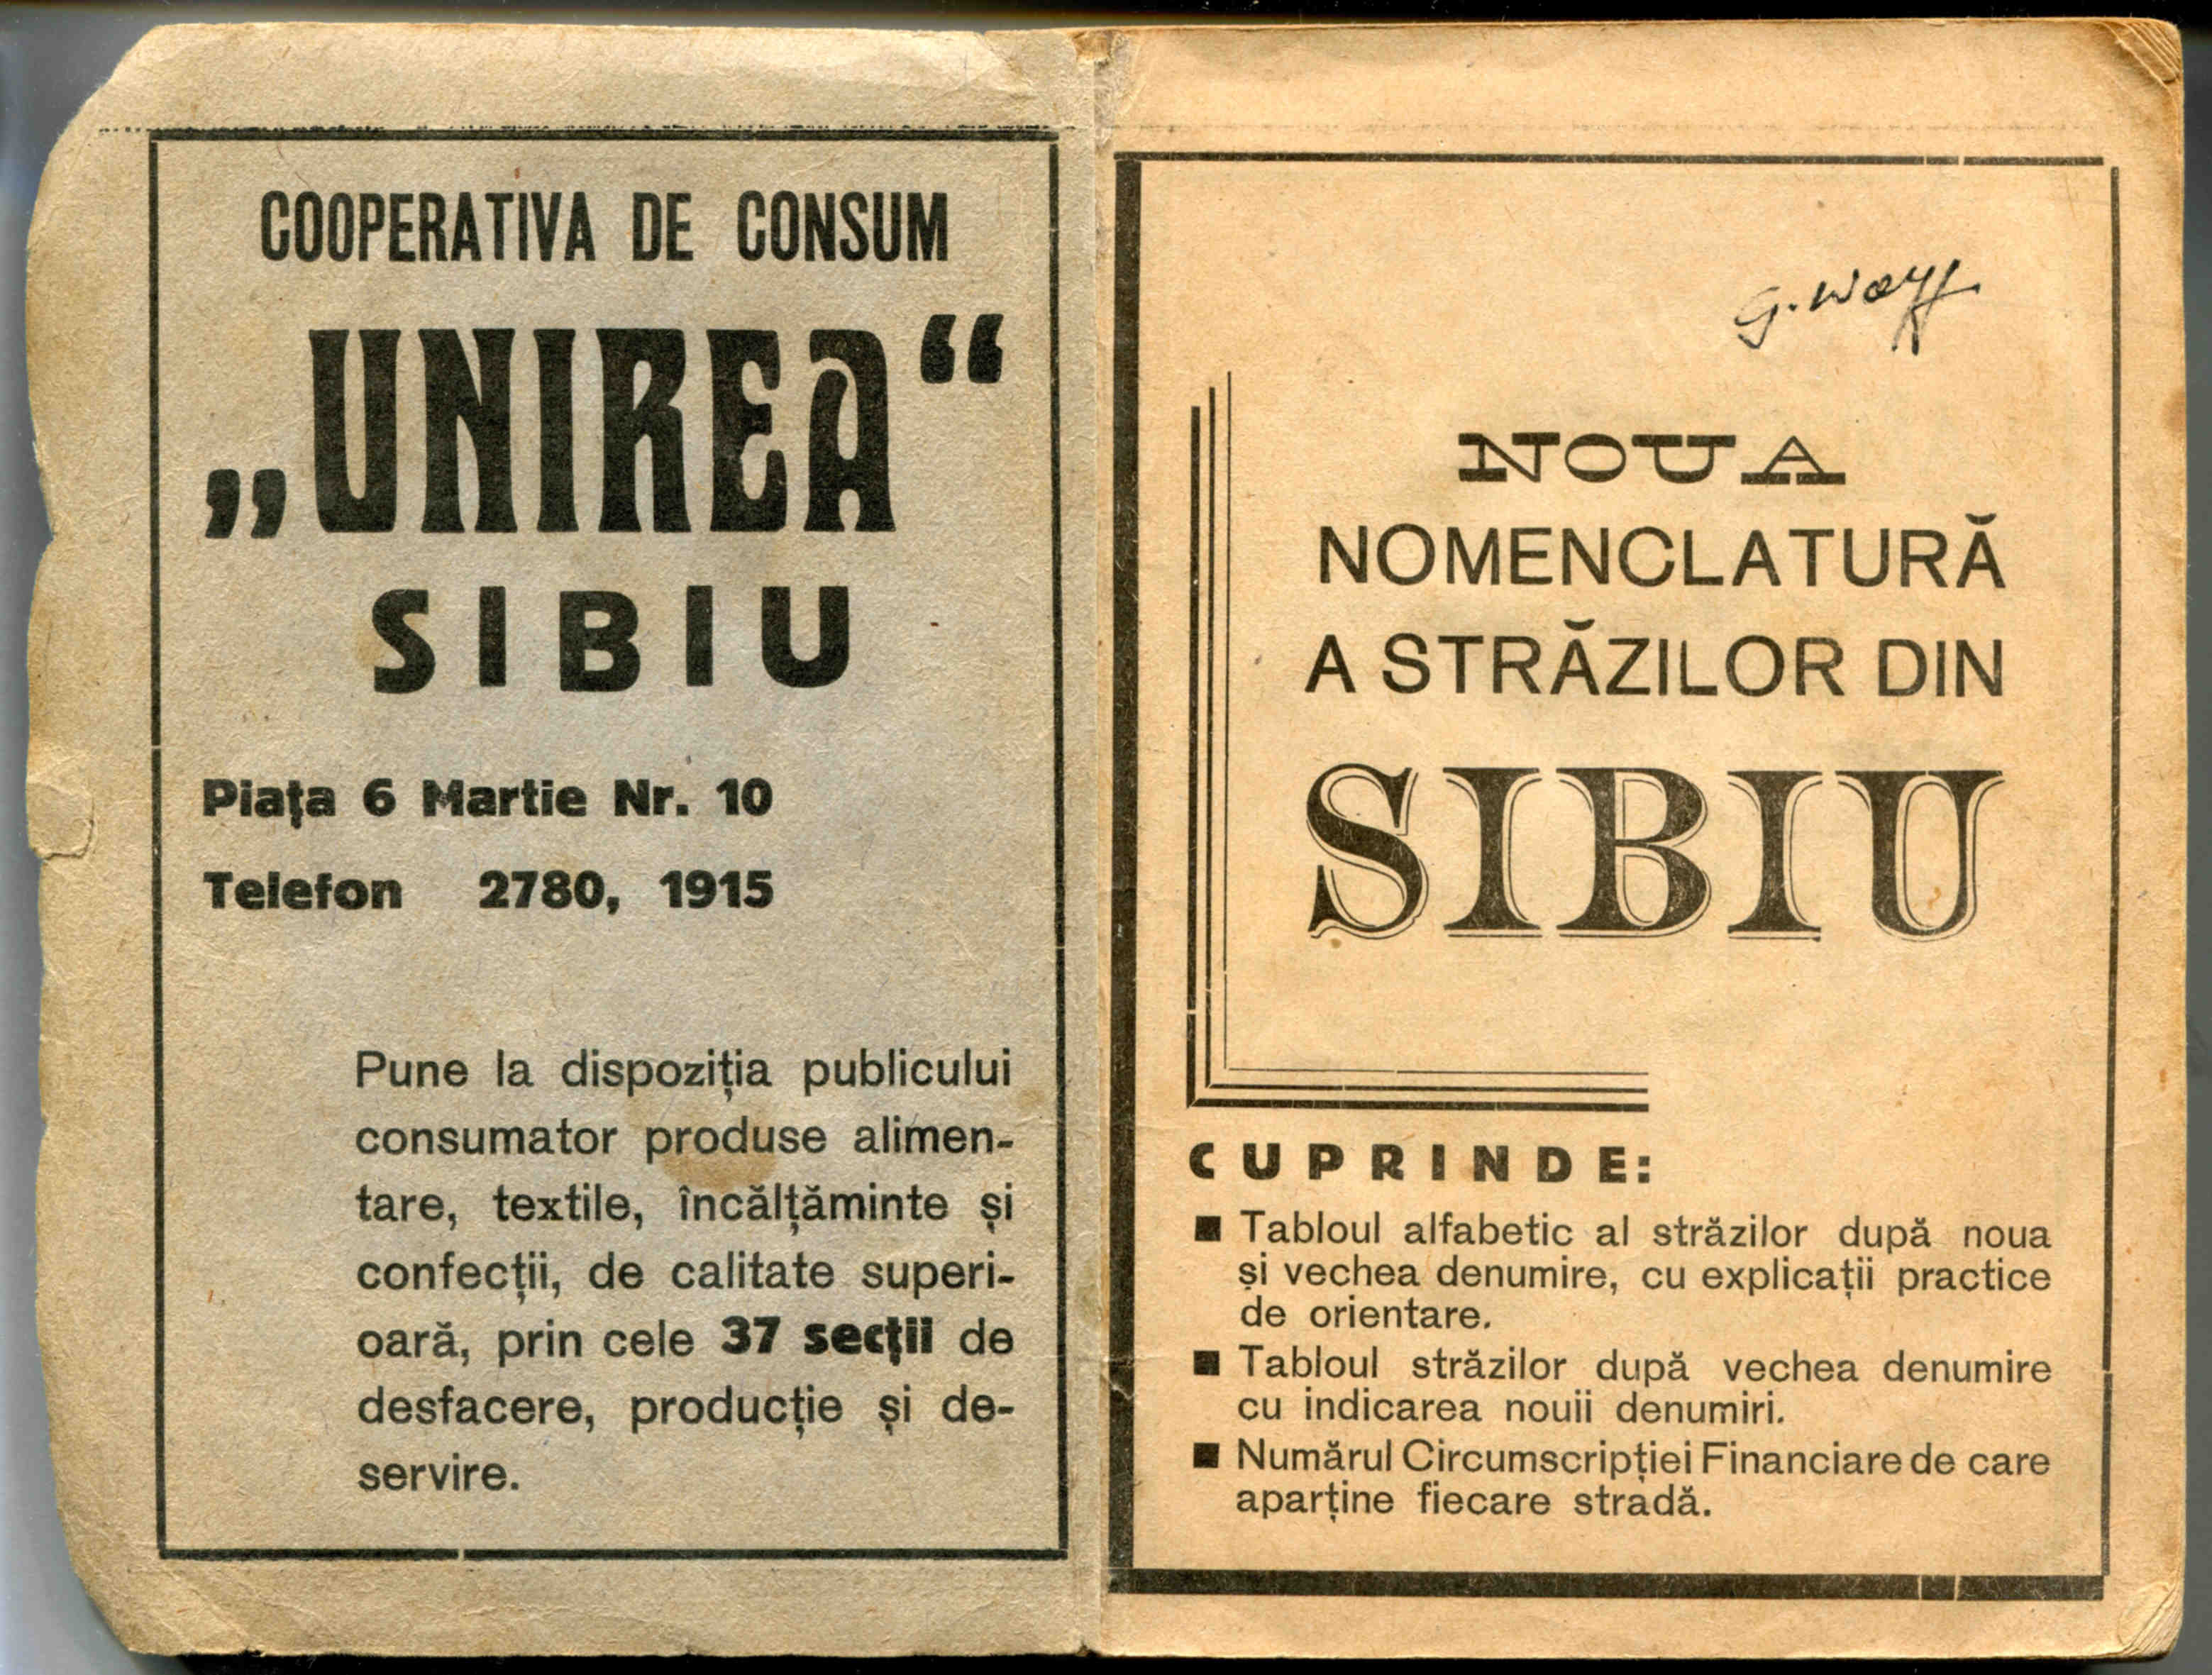 COOPERATIVA DE CONSUM
„UNIREA“
SIBIU
Piața 6 Martie Nr. 10
Telefon 2780, 1915
Pune la dispoziția publicului
consumator produse alimen-
tare, textile, încălțăminte și
confecții, de calitate superi-
oară, prin cele 37 secții de
desfacere, producție și de-
servire.
NOUA
NOMENCLATURĂ
A STRĂZILOR DIN
SIBIU
CUPRINDE:
■ Tabloul alfabetic al străzilor după noua
și vechea denumire, cu explicații practice
de orientare.
■ Tabloul străzilor după vechea denumire
cu indicarea nouii denumiri.
■ Numărul Circumscripției Financiare de care
aparține fiecare stradă.